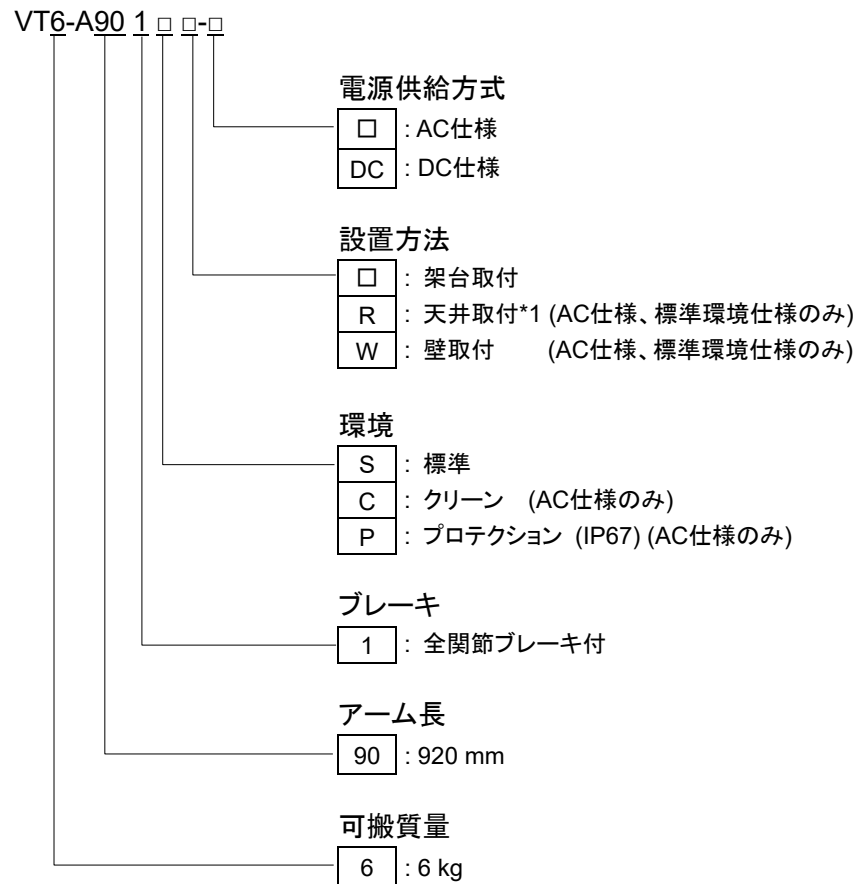 VT6-A90 1 □ □-□
電源供給方式
□ : AC仕様
DC : DC仕様
設置方法
□ : 架台取付
R : 天井取付*1 (AC仕様、標準環境仕様のみ)
W : 壁取付 (AC仕様、標準環境仕様のみ)
環境
S : 標準
C : クリーン (AC仕様のみ)
P : プロテクション (IP67) (AC仕様のみ)
ブレーキ
1 : 全関節ブレーキ付
アーム長
90 : 920 mm
可搬質量
6 : 6 kg